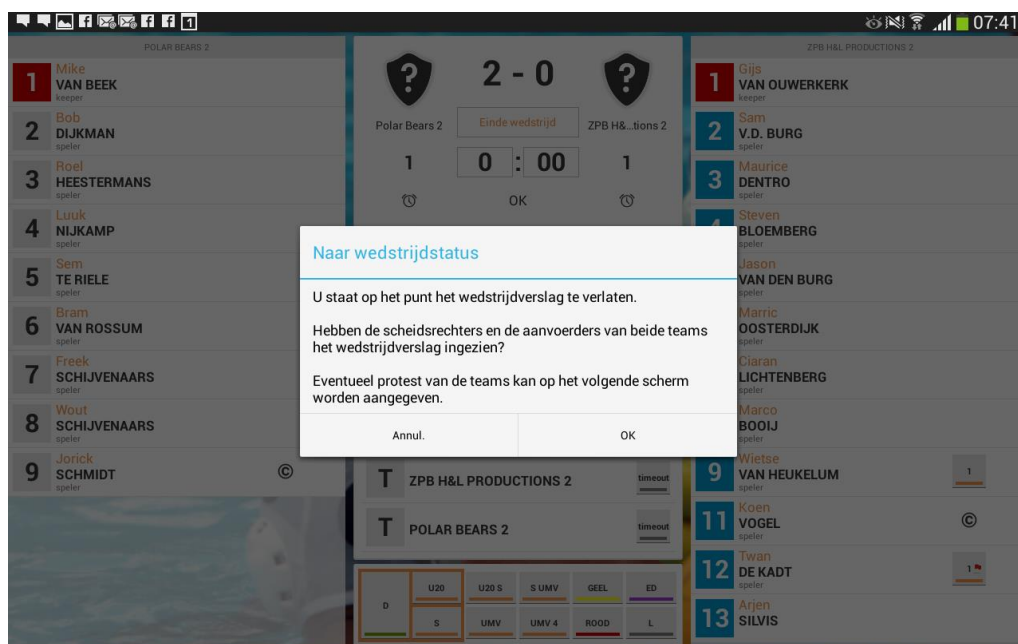 07:41
POLAR BEARS 2
1 Mike
VAN BEEK
keeper
2 Bob
DIJKMAN
speler
3 Roel
HEESTERMANS
speler
4 Luuk
NIJKAMP
speler
5 Sem
TE RIELE
speler
6 Bram
VAN ROSSUM
speler
7 Freek
SCHIJVENAARS
speler
8 Wout
SCHIJVENAARS
speler
9 Jorick
SCHMIDT ©
speler
? 2 - 0 ?
Polar Bears 2 Einde wedstrijd ZPB H&...tions 2
1 0 : 00 1
OK
Naar wedstrijdstatus
U staat op het punt het wedstrijdverslag te verlaten.
Hebben de scheidsrechters en de aanvoerders van beide teams
het wedstrijdverslag ingezien?
Eventueel protest van de teams kan op het volgende scherm
worden aangegeven.
Annul. OK
T ZPB H&L PRODUCTIONS 2 timeout
T POLAR BEARS 2 timeout
D
U20 U20 S S UMV GEEL ED
S UMV UMV 4 ROOD L
ZPB H&L PRODUCTIONS 2
1 Gijs
VAN OUWERKERK
keeper
2 Sam
V.D. BURG
speler
3 Maurice
DENTRO
speler
4 Steven
BLOEMBERG
speler
Jason
VAN DEN BURG
speler
Marric
OOSTERDIJK
speler
Ciaran
LICHTENBERG
speler
Marco
BOOIJ
speler
9 Wietse
VAN HEUKELUM 1
speler
11 Koen
VOGEL ©
speler
12 Twan
DE KADT 1
speler
13 Arjen
SILVIS